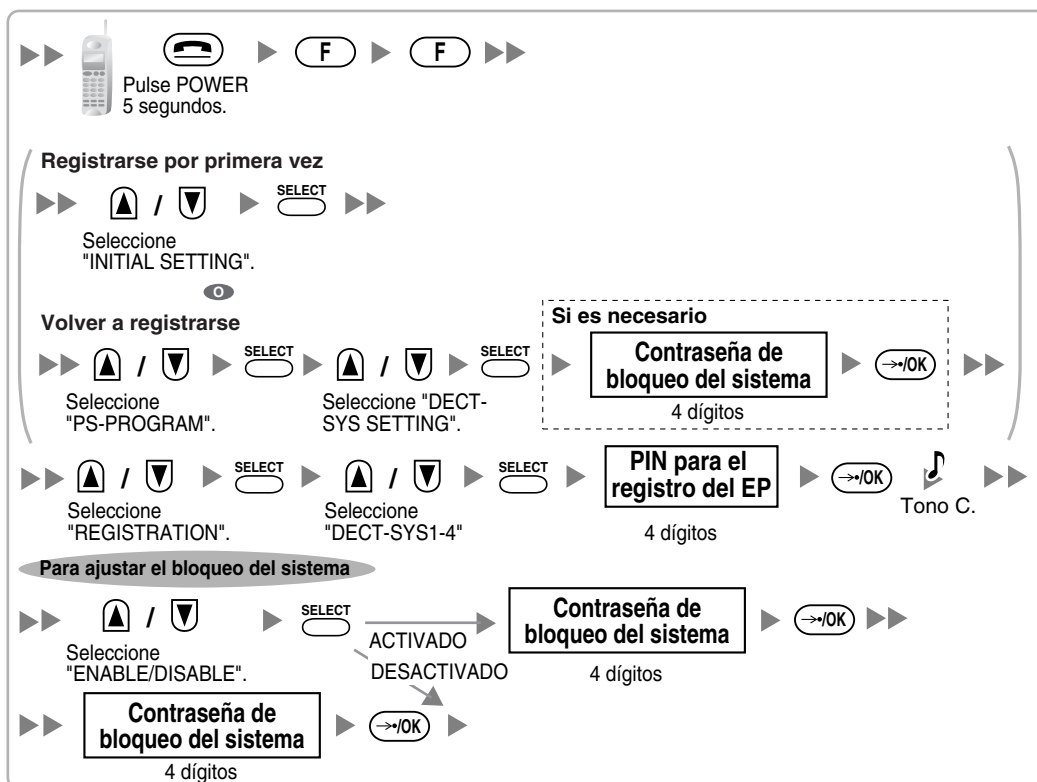 F
F
Pulse POWER
5 segundos.
Registrarse por primera vez
/
SELECT
Seleccione
"INITIAL SETTING".
O
Volver a registrarse
/
SELECT
/
SELECT
Seleccione
"PS-PROGRAM".
Seleccione "DECT-
SYS SETTING".
Si es necesario
Contraseña de
bloqueo del sistema
/OK
4 dígitos
/
SELECT
/
SELECT
PIN para el
registro del EP
/OK
Seleccione
"REGISTRATION".
Seleccione
"DECT-SYS1-4"
4 dígitos
Tono C.
Para ajustar el bloqueo del sistema
/
SELECT
Seleccione
"ENABLE/DISABLE".
ACTIVADO
DESACTIVADO
Contraseña de
bloqueo del sistema
/OK
4 dígitos
Contraseña de
bloqueo del sistema
/OK
4 dígitos